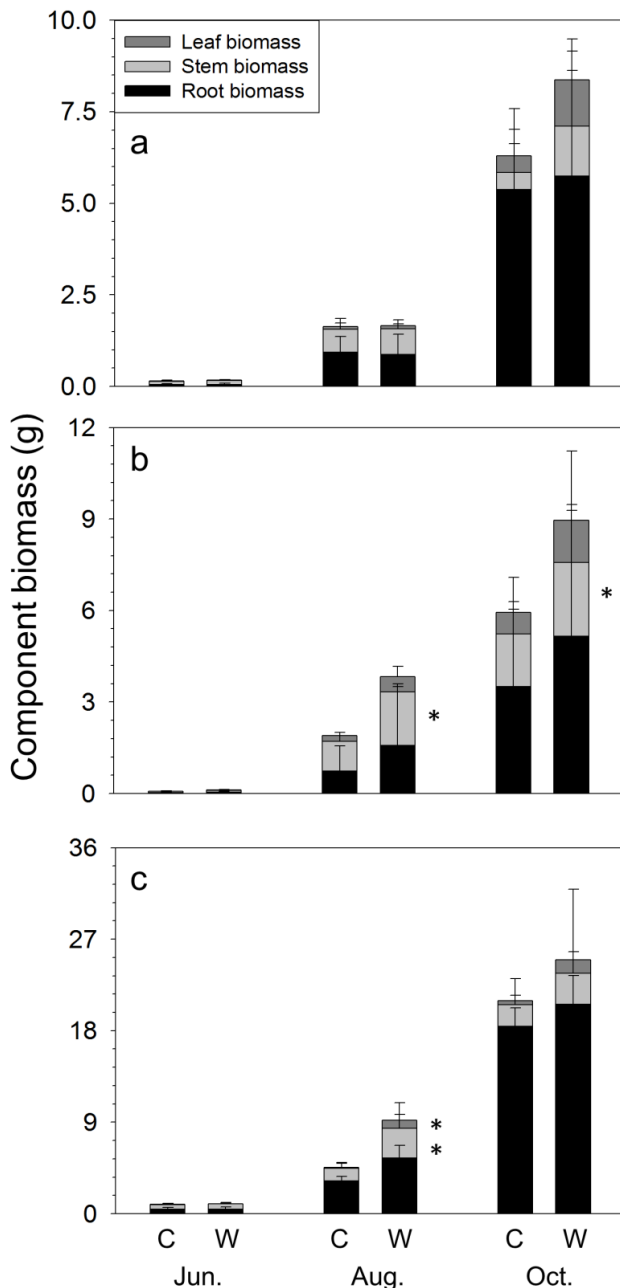 Component biomass (g)
10.0
7.5
5.0
2.5
0.0
Leaf biomass
Stem biomass
Root biomass
a
12
9
6
3
0
b
*
*
36
27
18
9
0
c
*
*
C W C W C W
Jun. Aug. Oct.